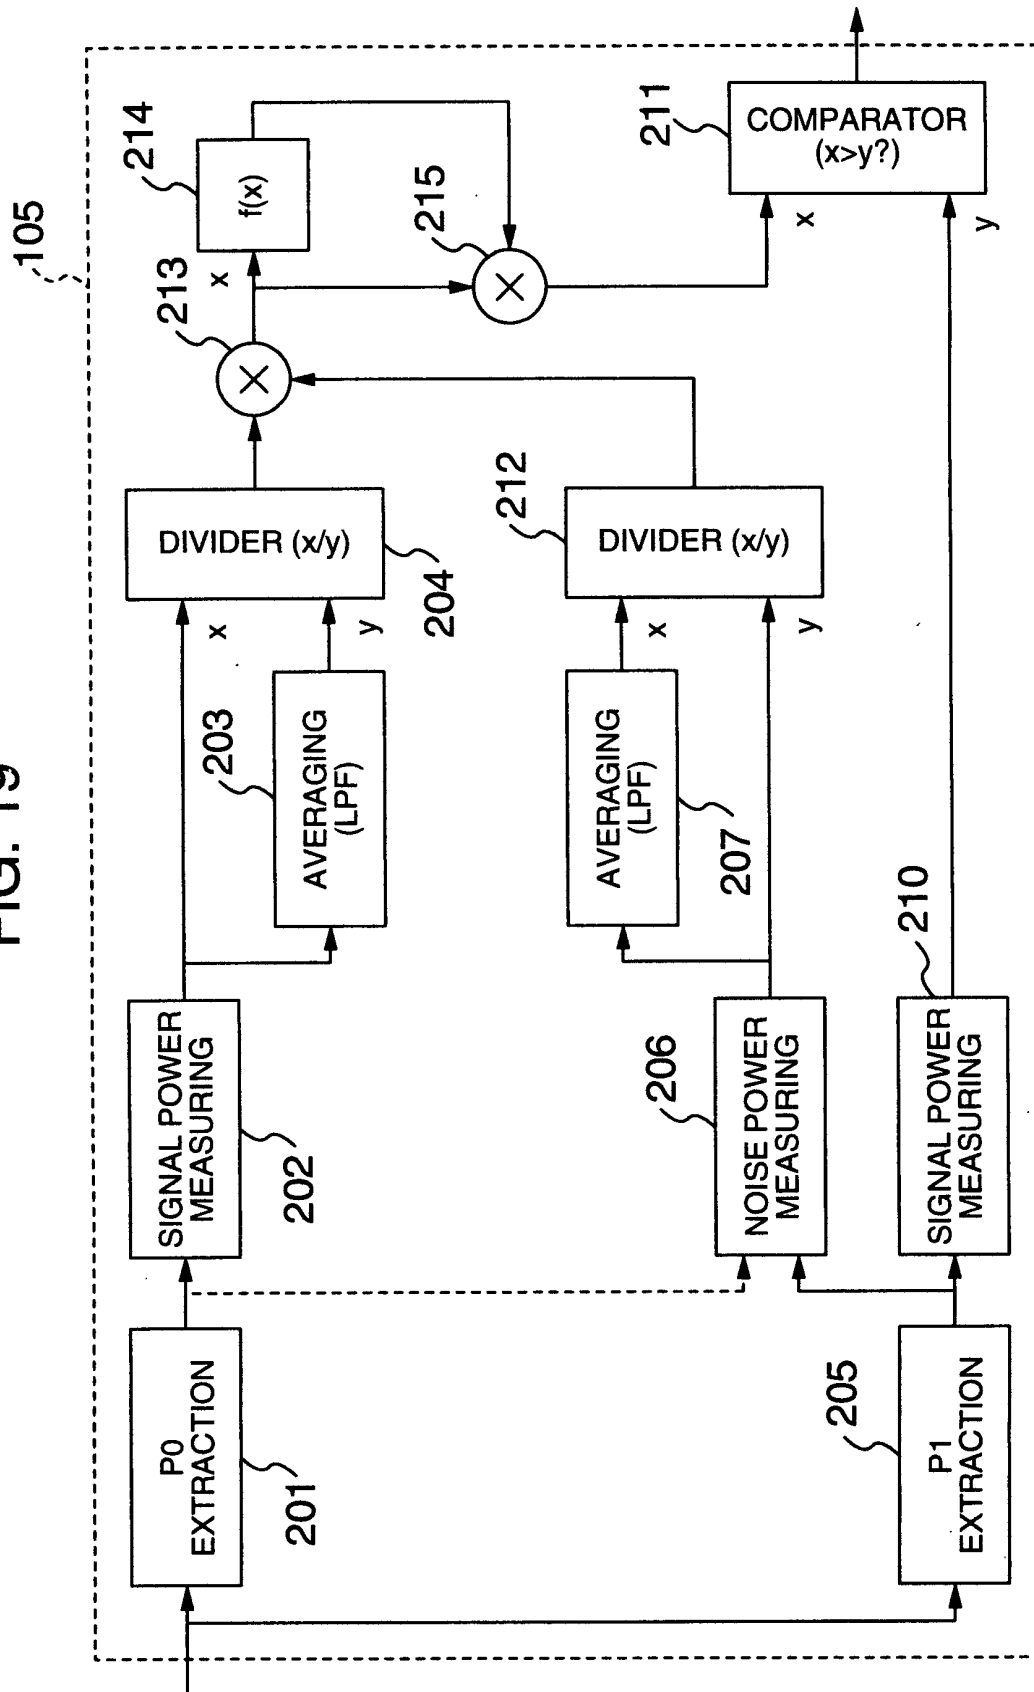 FIG. 19
105
P0
EXTRACTION
201
SIGNAL POWER
MEASURING
202
AVERAGING
(LPF)
203
x
y
DIVIDER (x/y)
204
213
x
f(x)
214
215
P1
EXTRACTION
205
NOISE POWER
MEASURING
206
AVERAGING
(LPF)
207
x
y
DIVIDER (x/y)
212
SIGNAL POWER
MEASURING
210
x
y
COMPARATOR
(x>y?)
211